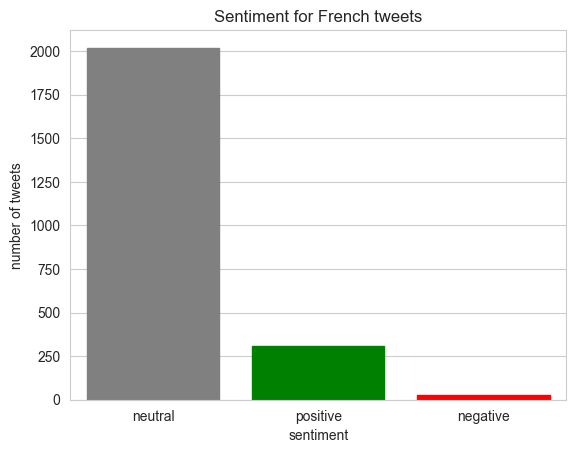 Sentiment for French tweets
number of tweets
2000
1750
1500
1250
1000
750
500
250
0
neutral positive negative
sentiment